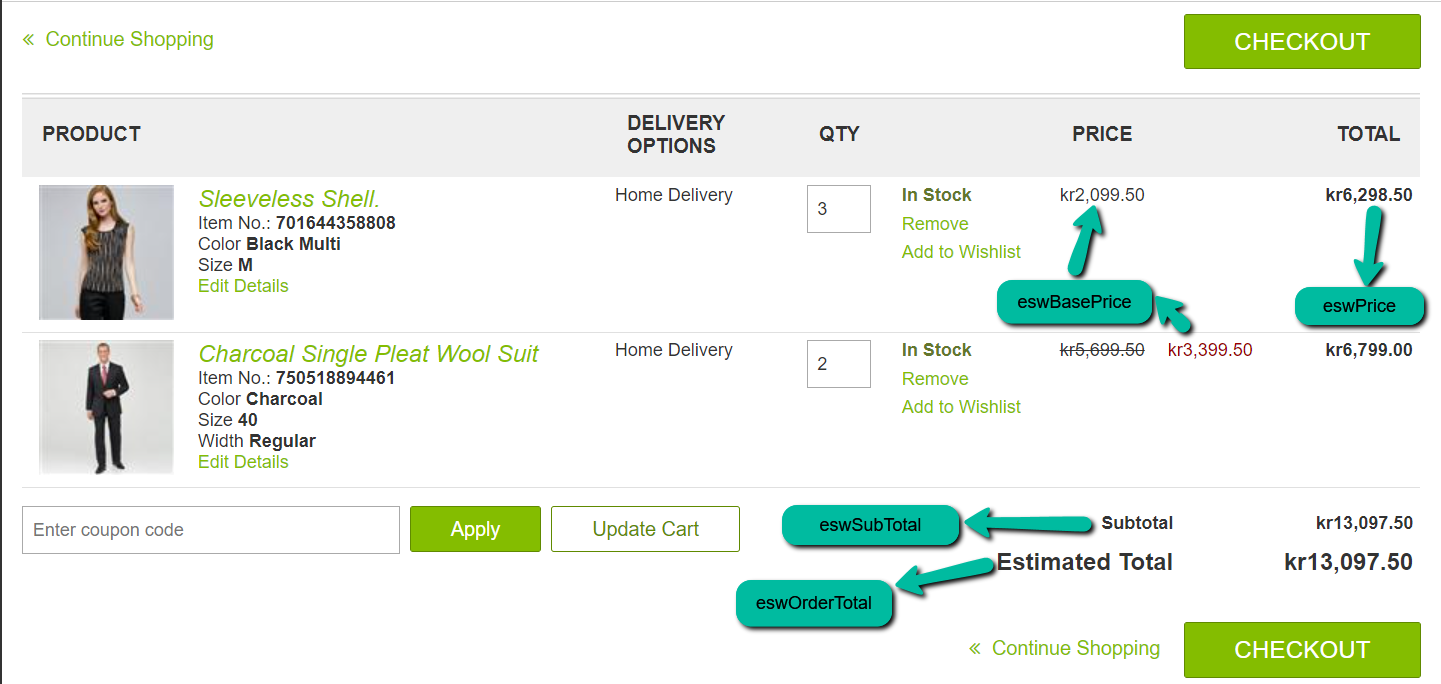 « Continue Shopping
CHECKOUT
PRODUCT DELIVERY OPTIONS QTY PRICE TOTAL
Sleeveless Shell. Home Delivery 3 In Stock kr2,099.50 kr6,298.50
Item No.: 701644358808 Remove
Color Black Multi Add to Wishlist
Size M
Edit Details
eswBasePrice eswPrice
Charcoal Single Pleat Wool Suit Home Delivery 2 In Stock kr5,699.50 kr3,399.50 kr6,799.00
Item No.: 750518894461 Remove
Color Charcoal Add to Wishlist
Size 40
Width Regular
Edit Details
Enter coupon code Apply Update Cart eswSubTotal Subtotal kr13,097.50
Estimated Total kr13,097.50
eswOrderTotal
« Continue Shopping CHECKOUT